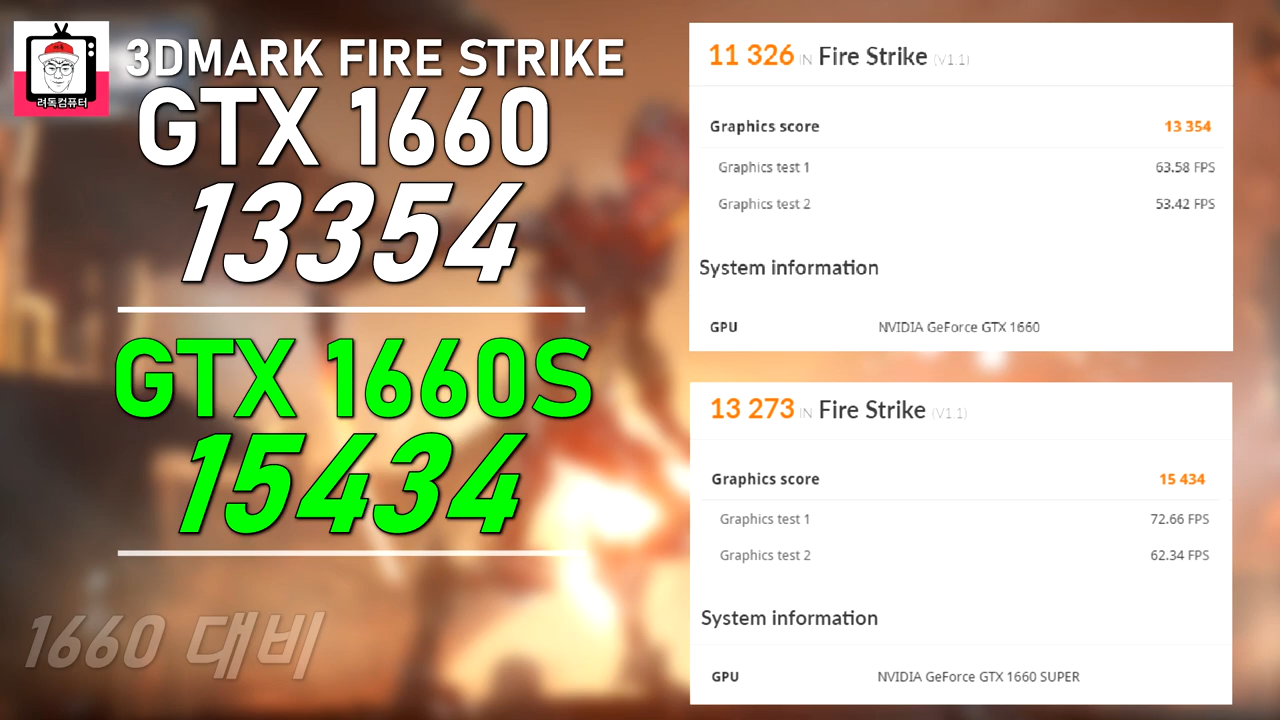 려독컴퓨터
3DMARK FIRE STRIKE
GTX 1660
13354
GTX 1660S
15434
1660 대비
11 326 IN Fire Strike (V1.1)
Graphics score 13 354
Graphics test 1 63.58 FPS
Graphics test 2 53.42 FPS
System information
GPU NVIDIA GeForce GTX 1660
13 273 IN Fire Strike (V1.1)
Graphics score 15 434
Graphics test 1 72.66 FPS
Graphics test 2 62.34 FPS
System information
GPU NVIDIA GeForce GTX 1660 SUPER